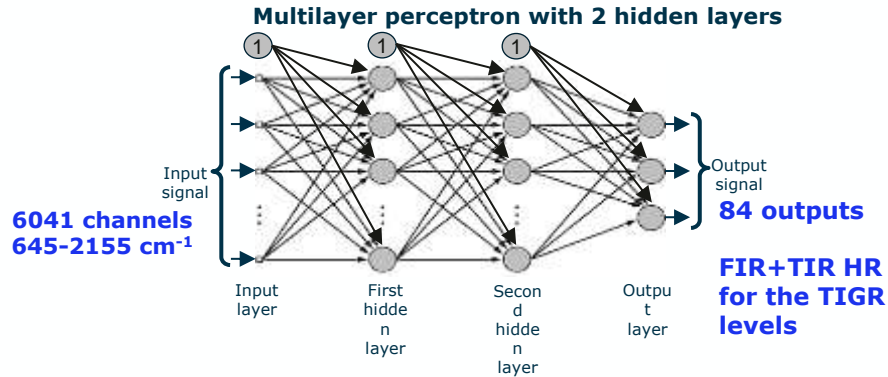 Multilayer perceptron with 2 hidden layers
1 1 1
Input
signal
6041 channels
645-2155 cm⁻¹
Output
signal
84 outputs
FIR+TIR HR
for the TIGR
levels
Input
layer
First
hidde
n
layer
Secon
d
hidde
n
layer
Outpu
t
layer